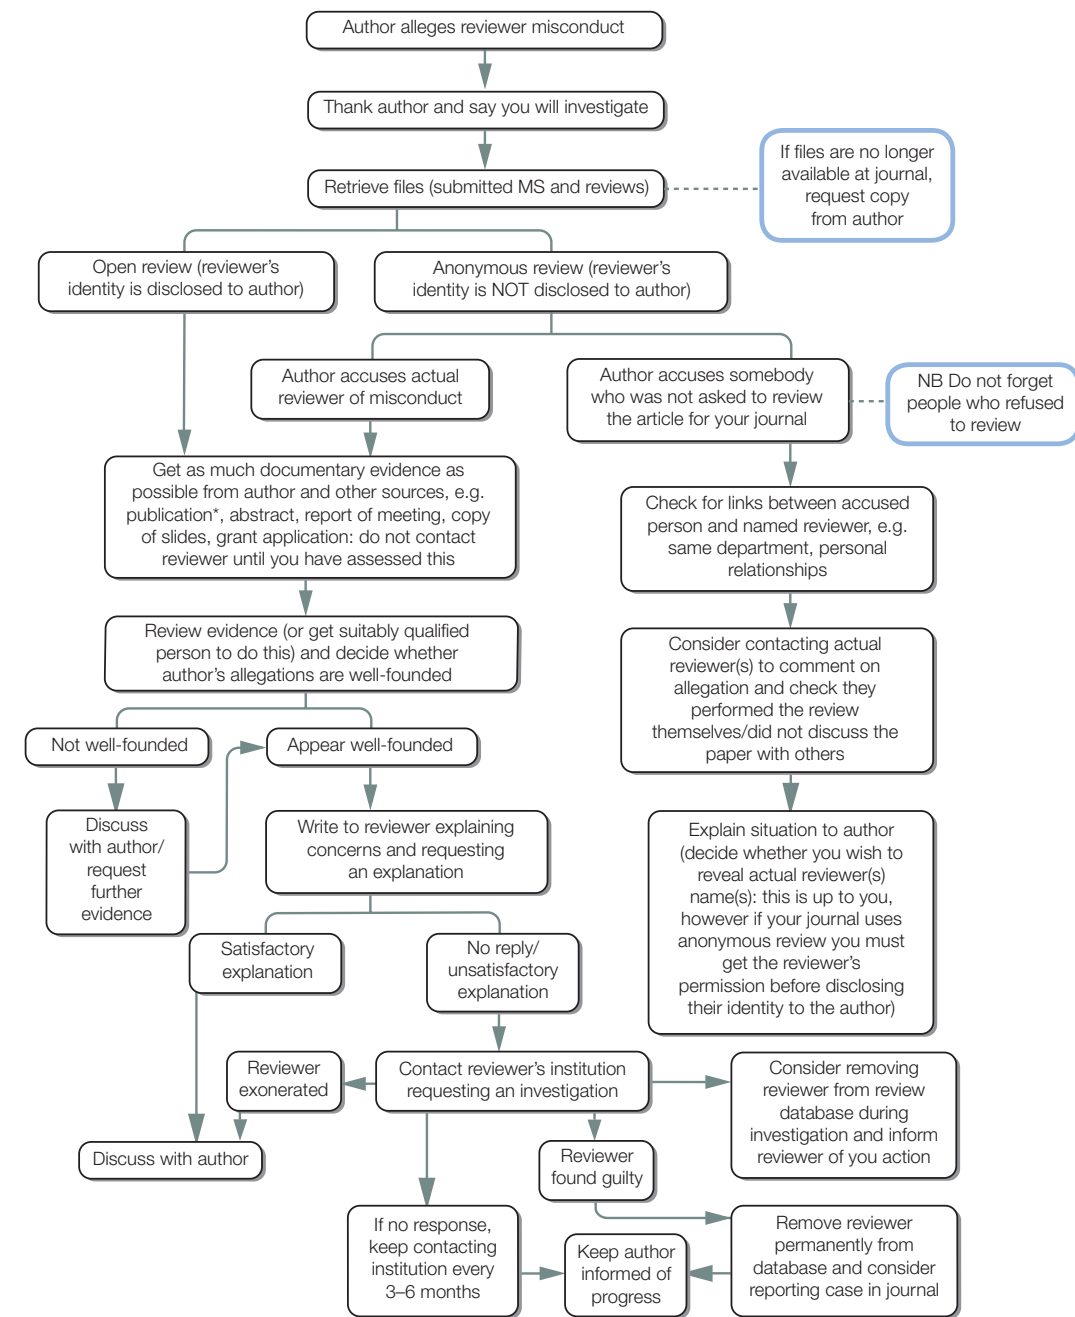 Author alleges reviewer misconduct
Thank author and say you will investigate
Retrieve files (submitted MS and reviews)
If files are no longer
available at journal,
request copy
from author
Open review (reviewer's
identity is disclosed to author)
Anonymous review (reviewer's
identity is NOT disclosed to author)
Author accuses actual
reviewer of misconduct
Author accuses somebody
who was not asked to review
the article for your journal
NB Do not forget
people who refused
to review
Get as much documentary evidence as
possible from author and other sources, e.g.
publication*, abstract, report of meeting, copy
of slides, grant application: do not contact
reviewer until you have assessed this
Check for links between accused
person and named reviewer, e.g.
same department, personal
relationships
Review evidence (or get suitably qualified
person to do this) and decide whether
author's allegations are well-founded
Consider contacting actual
reviewer(s) to comment on
allegation and check they
performed the review
themselves/did not discuss the
paper with others
Not well-founded
Appear well-founded
Discuss
with author/
request
further
evidence
Write to reviewer explaining
concerns and requesting
an explanation
Explain situation to author
(decide whether you wish to
reveal actual reviewer(s)
name(s): this is up to you,
however if your journal uses
anonymous review you must
get the reviewer's
permission before disclosing
their identity to the author)
Satisfactory
explanation
No reply/
unsatisfactory
explanation
Reviewer
exonerated
Contact reviewer's institution
requesting an investigation
Consider removing
reviewer from review
database during
investigation and inform
reviewer of you action
Discuss with author
Reviewer
found guilty
If no response,
keep contacting
institution every
3–6 months
Keep author
informed of
progress
Remove reviewer
permanently from
database and consider
reporting case in journal